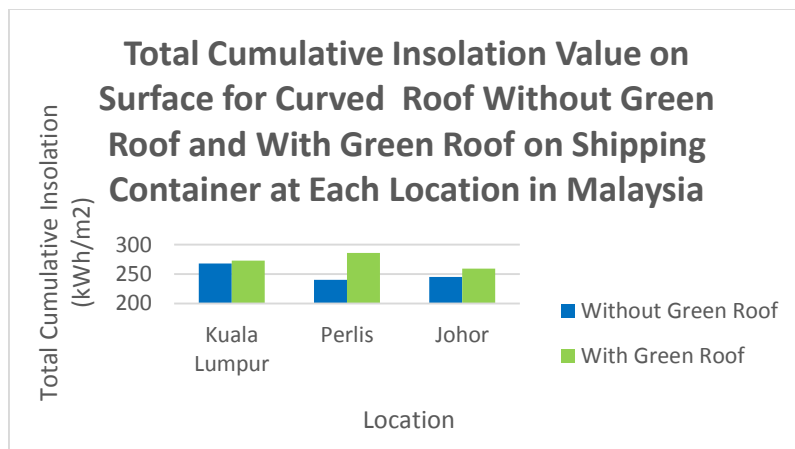 Total Cumulative Insolation Value on
Surface for Curved  Roof Without Green
Roof and With Green Roof on Shipping
Container at Each Location in Malaysia
Total Cumulative Insolation
(kWh/m2)
300
250
200
Kuala
Lumpur
Perlis
Johor
Location
Without Green Roof
With Green Roof